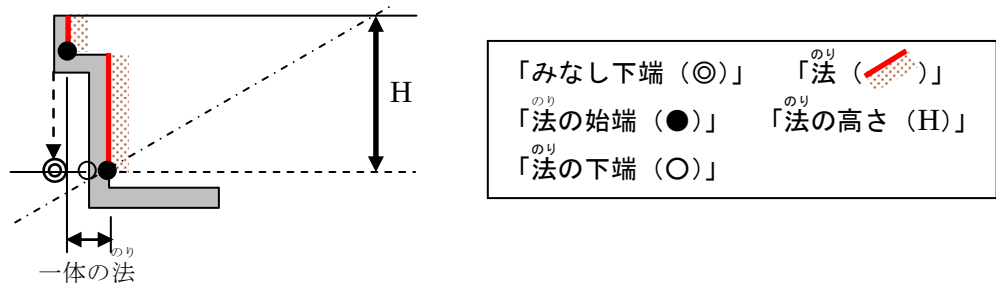 H
のり
一体の法
のり
「みなし下端（◎）」 「法（ ）」
のり のり
「法の始端（●）」 「法の高さ（H）」
のり
「法の下端（○）」